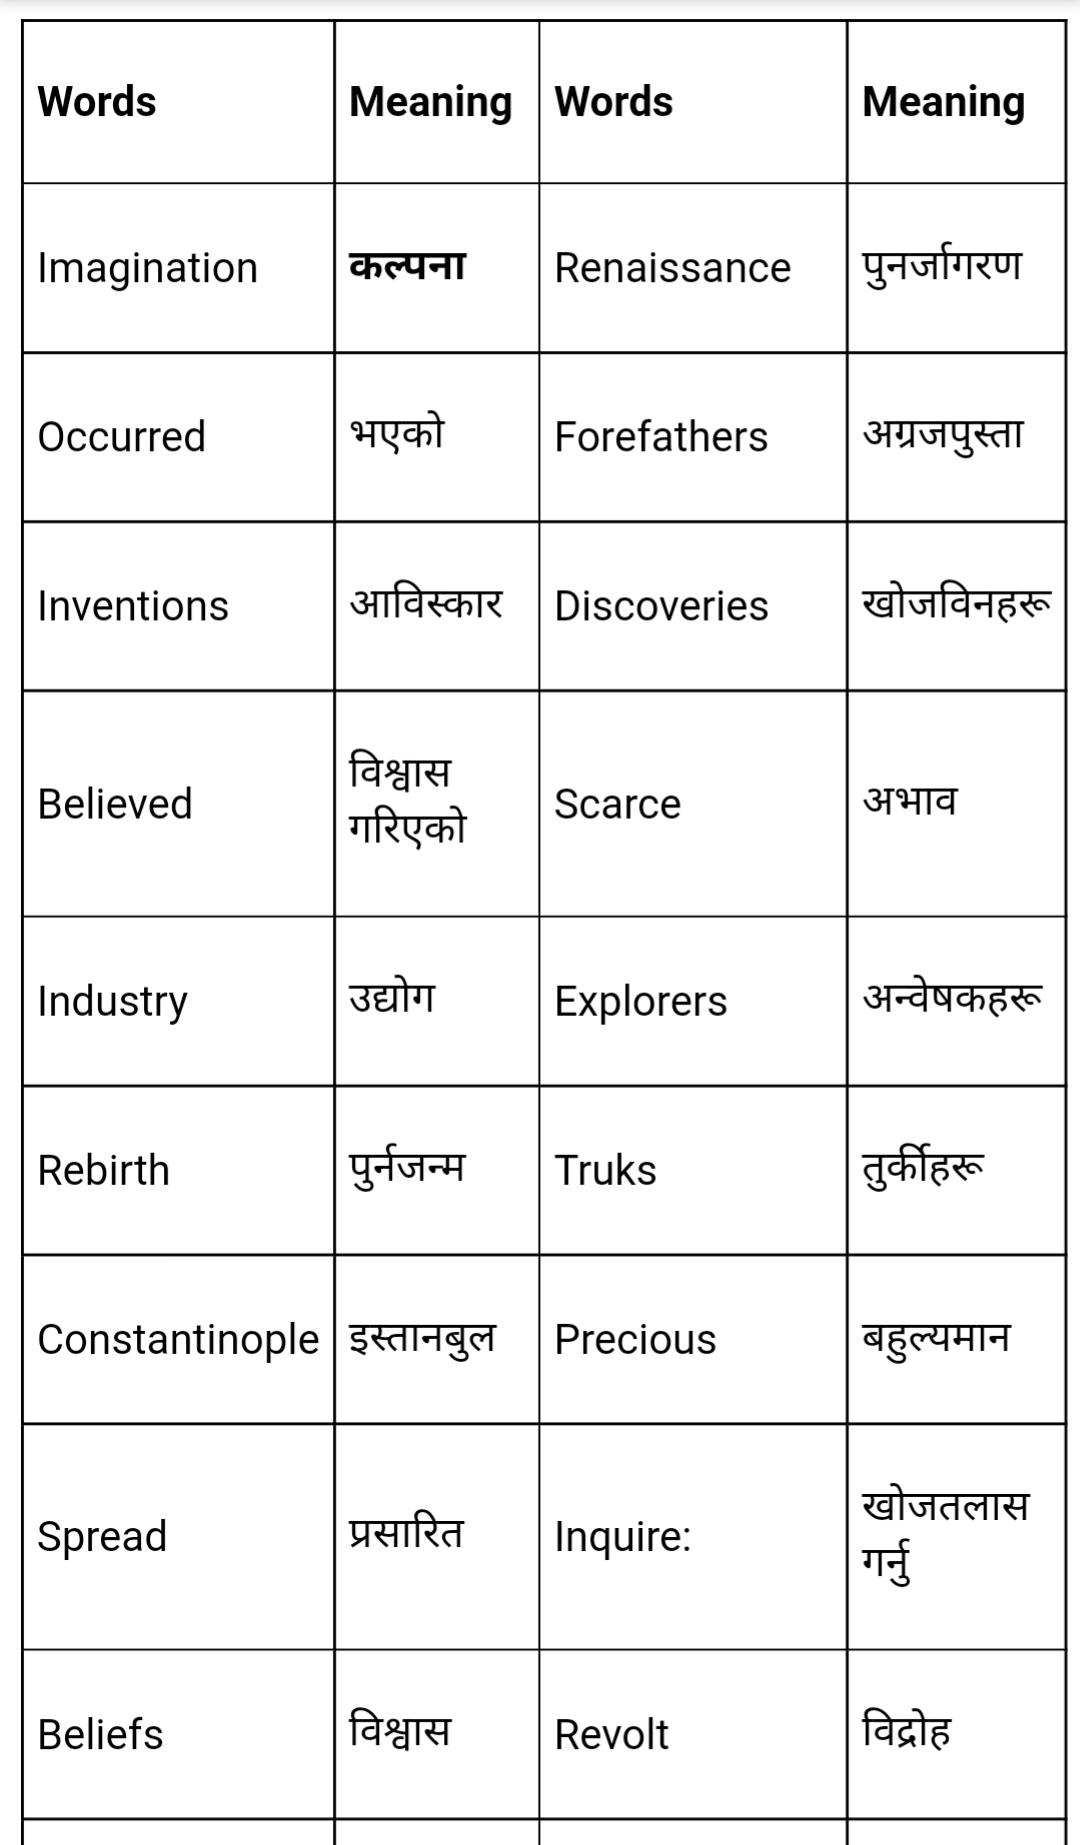 Words Meaning Words Meaning
Imagination कल्पना Renaissance पुनर्जागरण
Occurred भएको Forefathers अग्रजपुस्ता
Inventions आविस्कार Discoveries खोजविनहरू
Believed विश्वास गरिएको Scarce अभाव
Industry उद्योग Explorers अन्वेषकहरू
Rebirth पुर्नजन्म Truks तुर्कीहरू
Constantinople इस्तानबुल Precious बहुल्यमान
Spread प्रसारित Inquire: खोजतलास गर्नु
Beliefs विश्वास Revolt विद्रोह